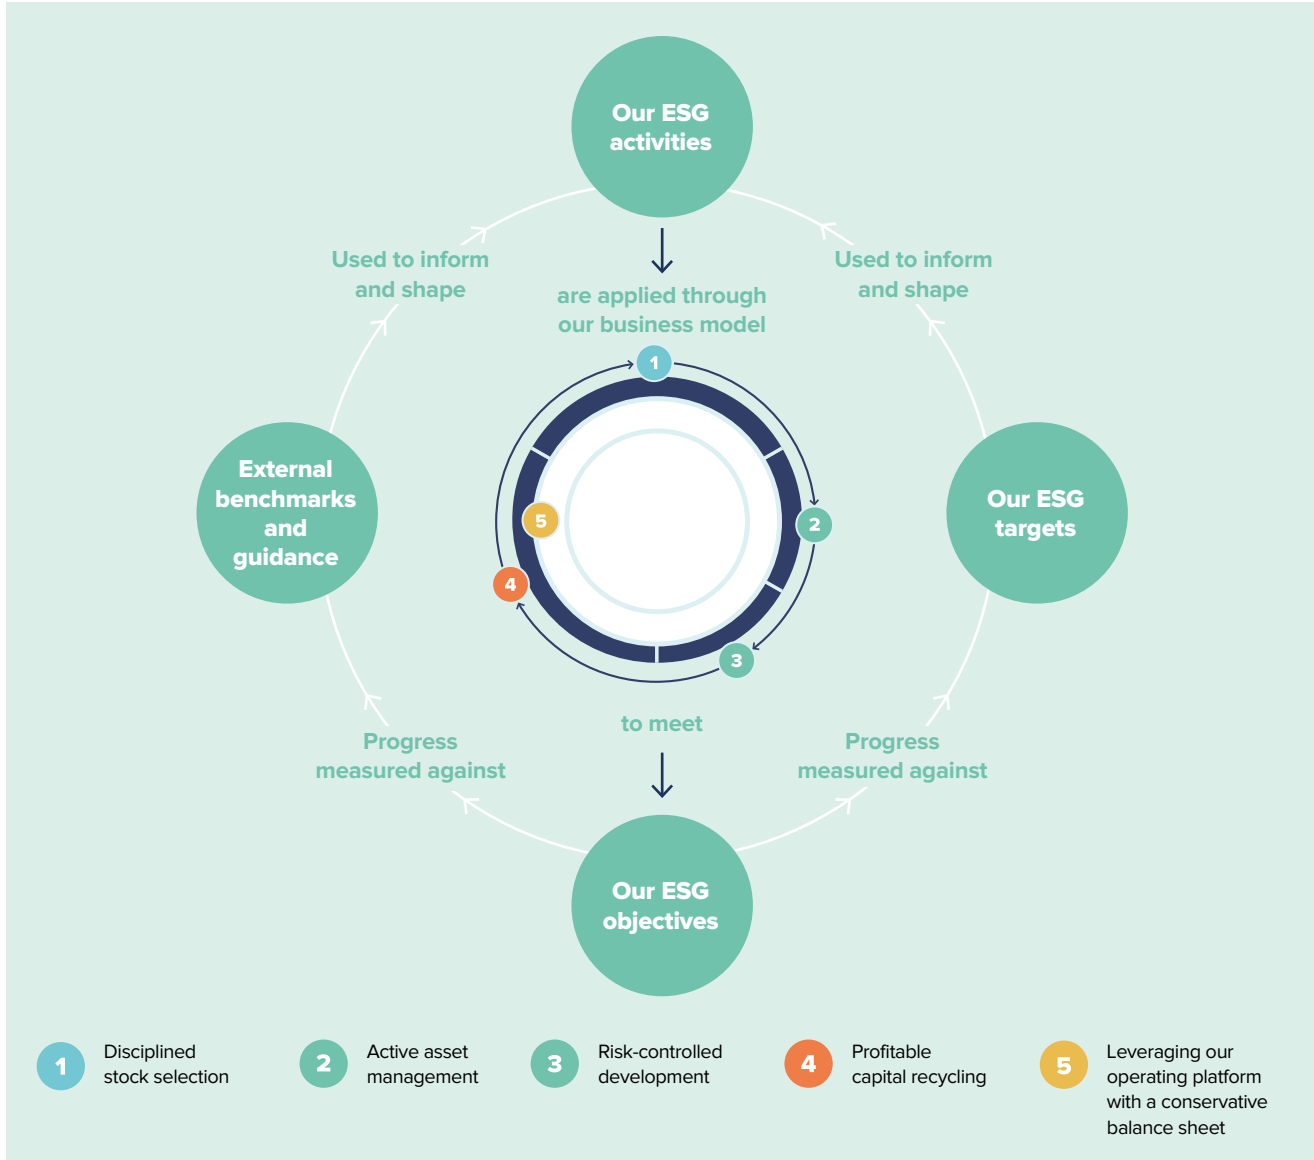 Our ESG
activities
Used to inform
and shape
are applied through
our business model
Used to inform
and shape
1
External
benchmarks
and
guidance
5
2
Our ESG
targets
4
3
to meet
Progress
measured against
Progress
measured against
Our ESG
objectives
1
Disciplined
stock selection
2
Active asset
management
3
Risk-controlled
development
4
Profitable
capital recycling
5
Leveraging our
operating platform
with a conservative
balance sheet